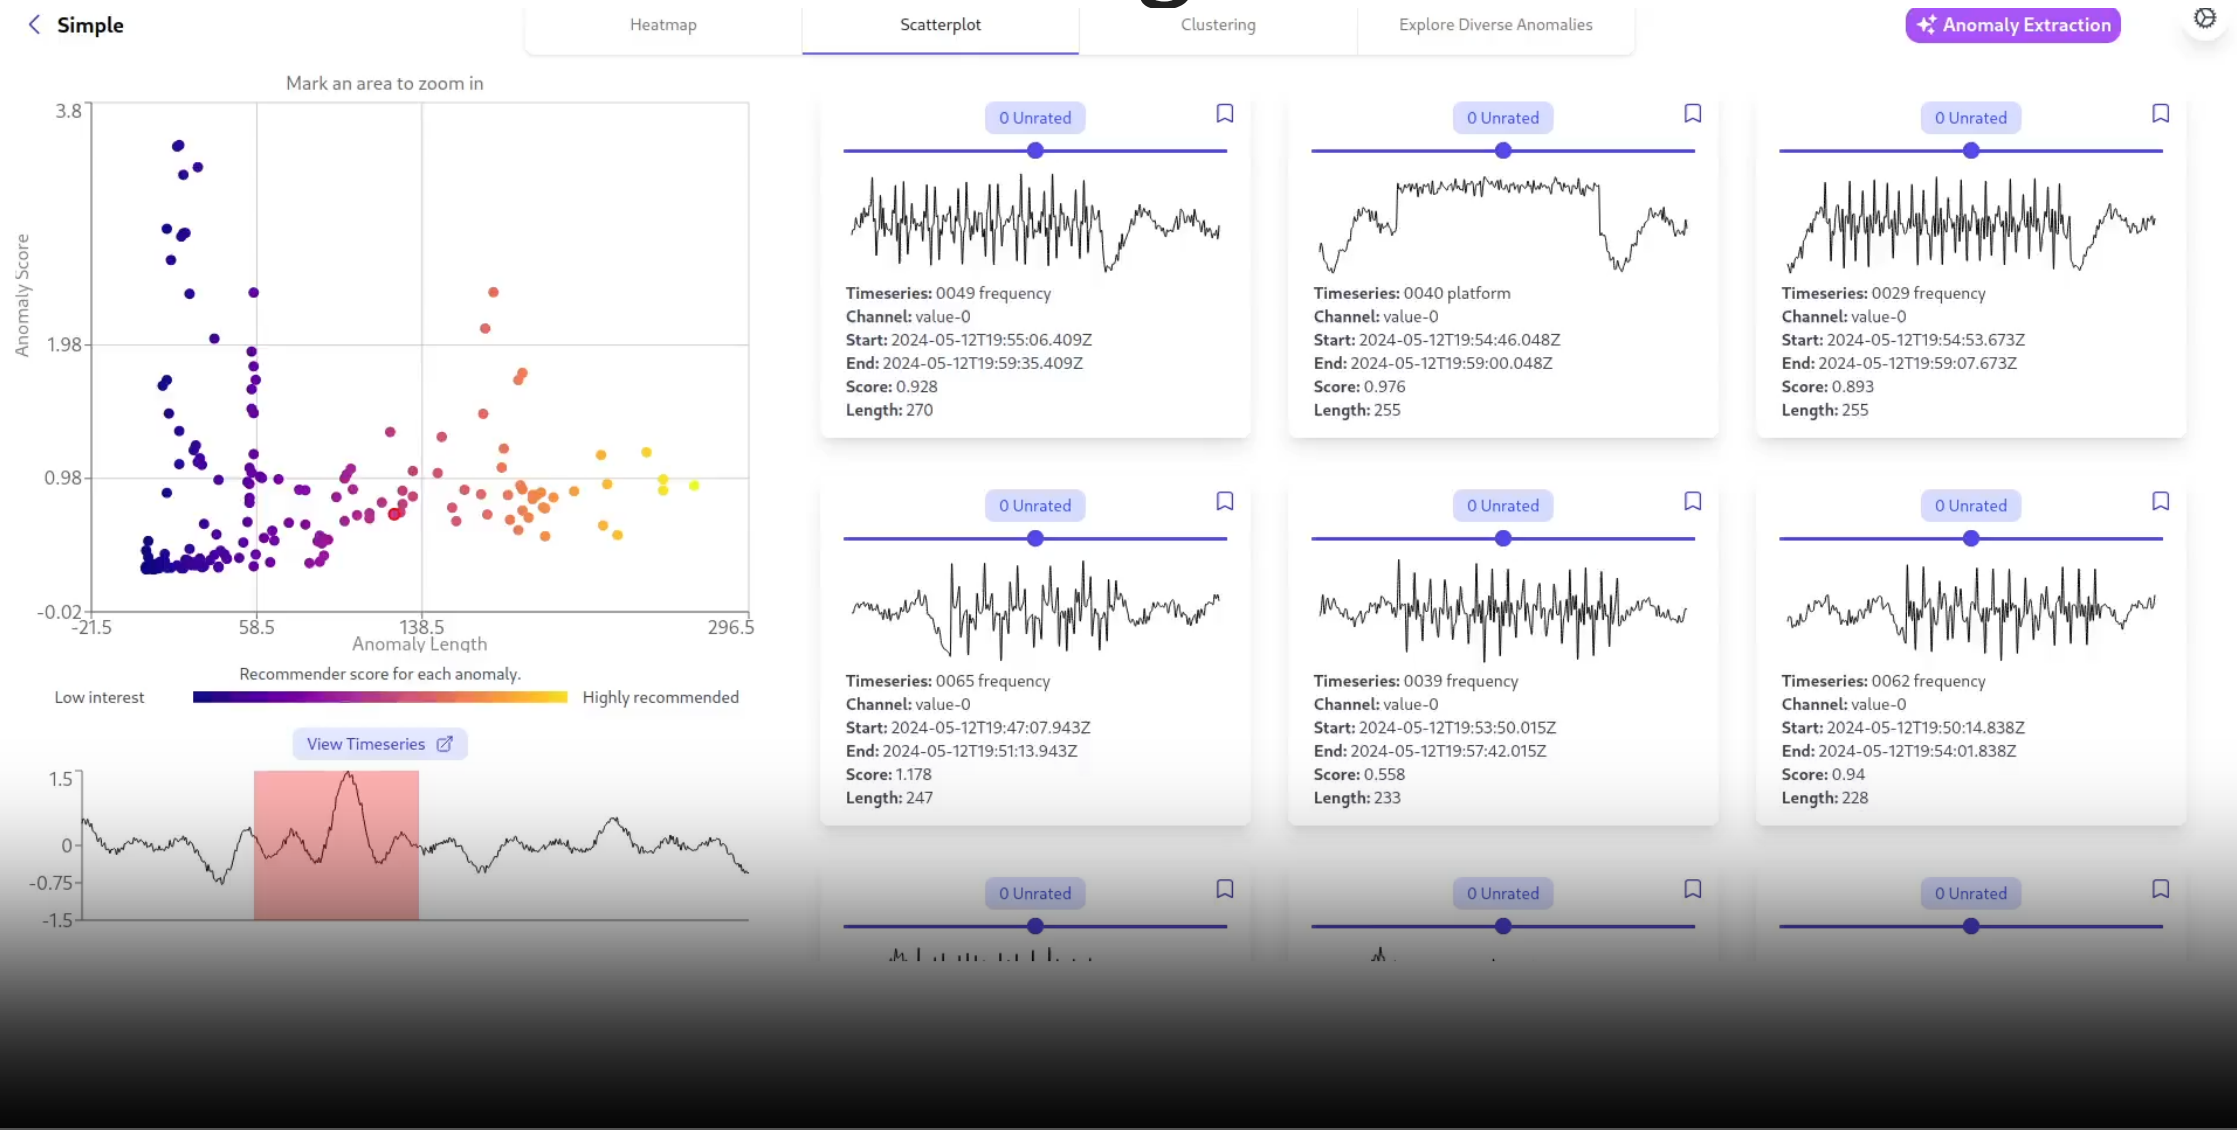 Simple
Heatmap
Scatterplot
Clustering
Explore Diverse Anomalies
Anomaly Extraction
Mark an area to zoom in
3.8
1.98
0.98
-0.02
Anomaly Score
-21.5
58.5
138.5
296.5
Anomaly Length
Recommender score for each anomaly.
Low interest
Highly recommended
View Timeseries
1.5
0
-0.75
-1.5
0 Unrated
Timeseries: 0049 frequency
Channel: value-0
Start: 2024-05-12T19:55:06.409Z
End: 2024-05-12T19:59:35.409Z
Score: 0.928
Length: 270
0 Unrated
Timeseries: 0040 platform
Channel: value-0
Start: 2024-05-12T19:54:46.048Z
End: 2024-05-12T19:59:00.048Z
Score: 0.976
Length: 255
0 Unrated
Timeseries: 0029 frequency
Channel: value-0
Start: 2024-05-12T19:54:53.673Z
End: 2024-05-12T19:59:07.673Z
Score: 0.893
Length: 255
0 Unrated
Timeseries: 0065 frequency
Channel: value-0
Start: 2024-05-12T19:47:07.943Z
End: 2024-05-12T19:51:13.943Z
Score: 1.178
Length: 247
0 Unrated
Timeseries: 0039 frequency
Channel: value-0
Start: 2024-05-12T19:53:50.015Z
End: 2024-05-12T19:57:42.015Z
Score: 0.558
Length: 233
0 Unrated
Timeseries: 0062 frequency
Channel: value-0
Start: 2024-05-12T19:50:14.838Z
End: 2024-05-12T19:54:01.838Z
Score: 0.94
Length: 228
0 Unrated
0 Unrated
0 Unrated